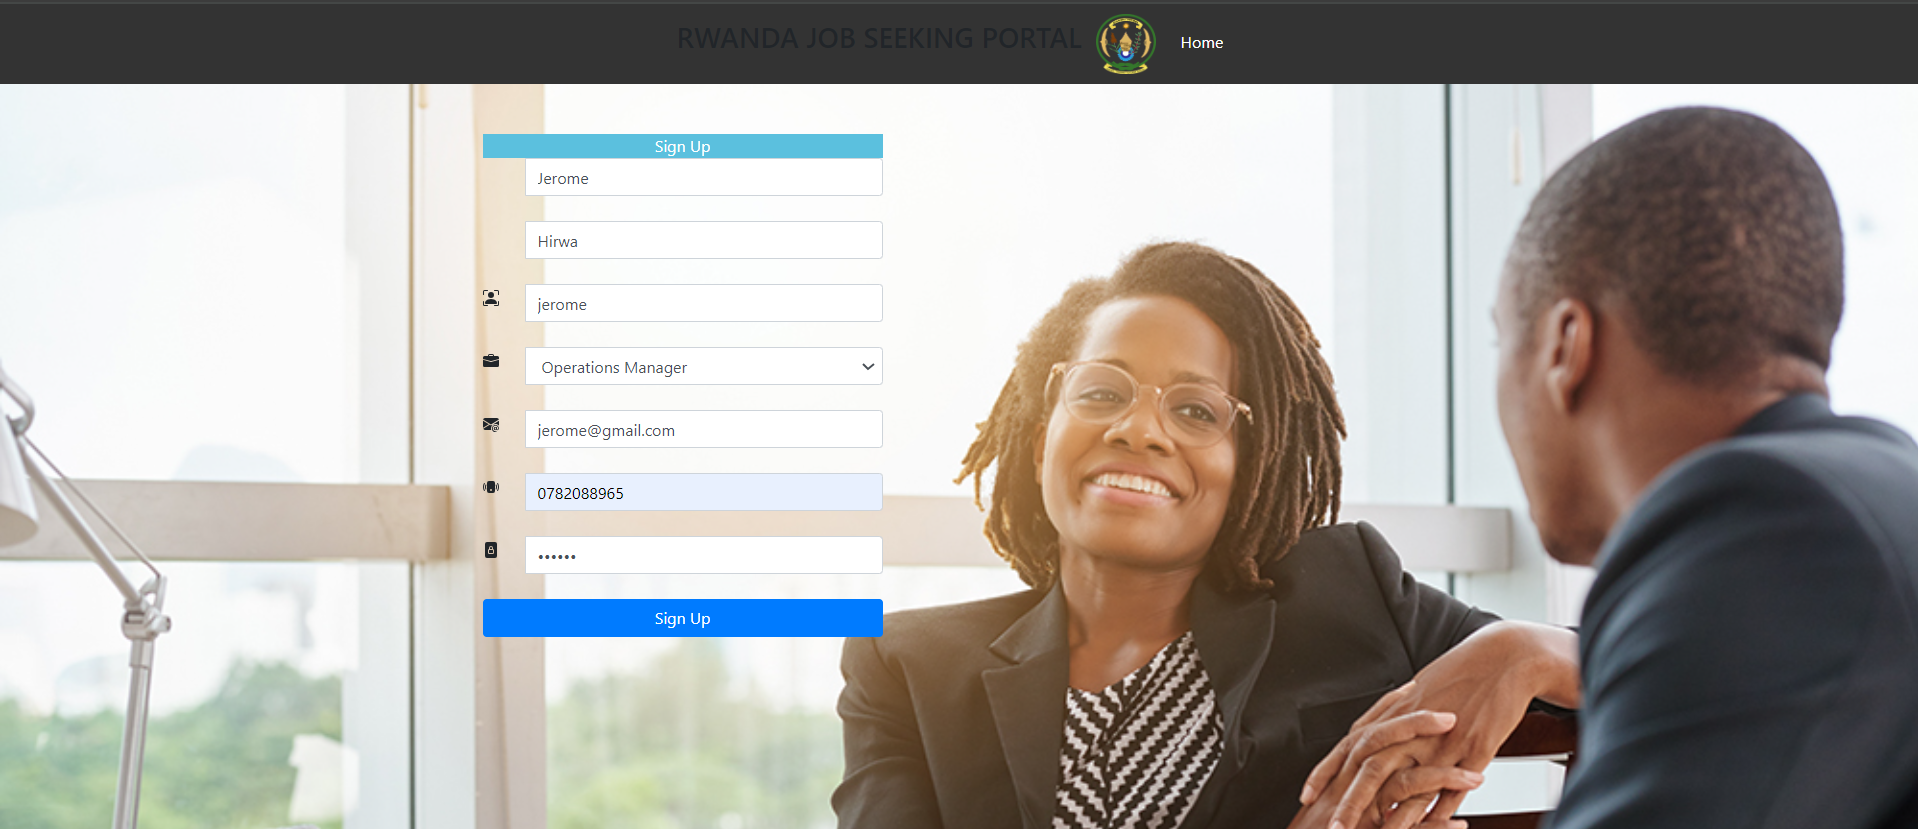 RWANDA JOB SEEKING PORTAL
Home
Sign Up
Jerome
Hirwa
jerome
Operations Manager
jerome@gmail.com
0782088965
••••••
Sign Up